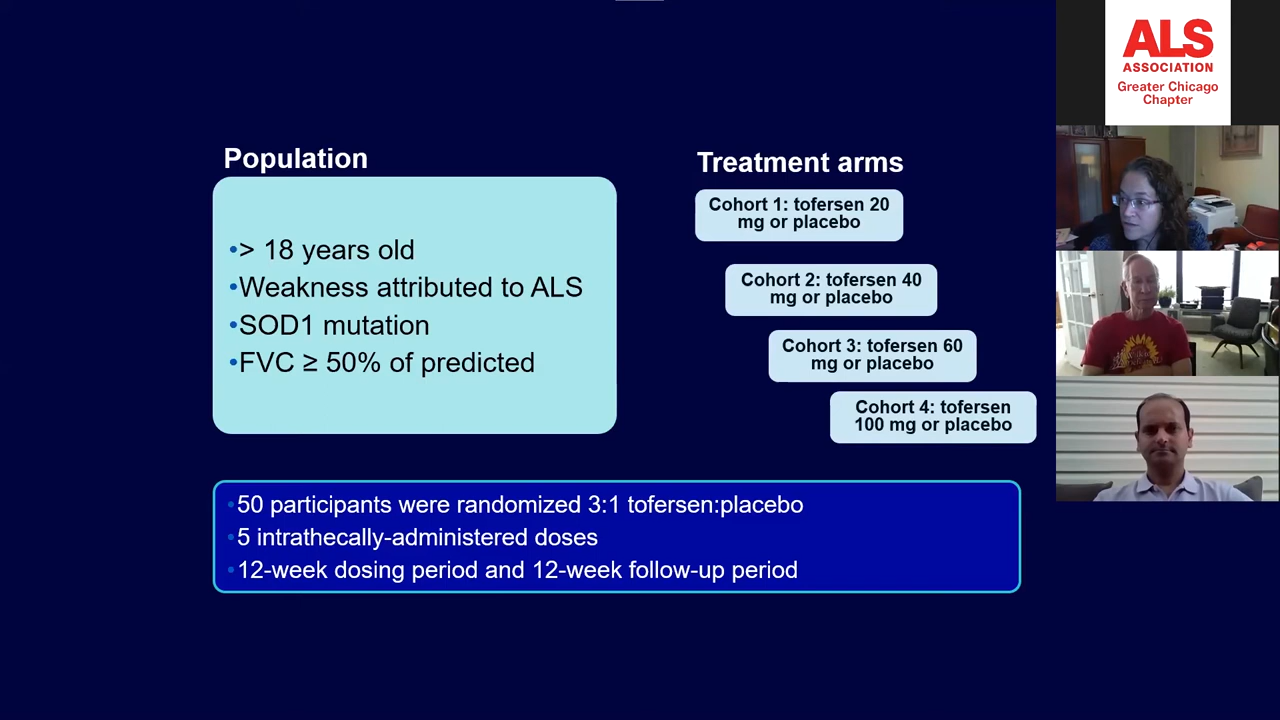 Population
•> 18 years old
•Weakness attributed to ALS
•SOD1 mutation
•FVC ≥ 50% of predicted
Treatment arms
Cohort 1: tofersen 20
mg or placebo
Cohort 2: tofersen 40
mg or placebo
Cohort 3: tofersen 60
mg or placebo
Cohort 4: tofersen
100 mg or placebo
•50 participants were randomized 3:1 tofersen:placebo
•5 intrathecally-administered doses
•12-week dosing period and 12-week follow-up period
ALS
ASSOCIATION
Greater Chicago
Chapter